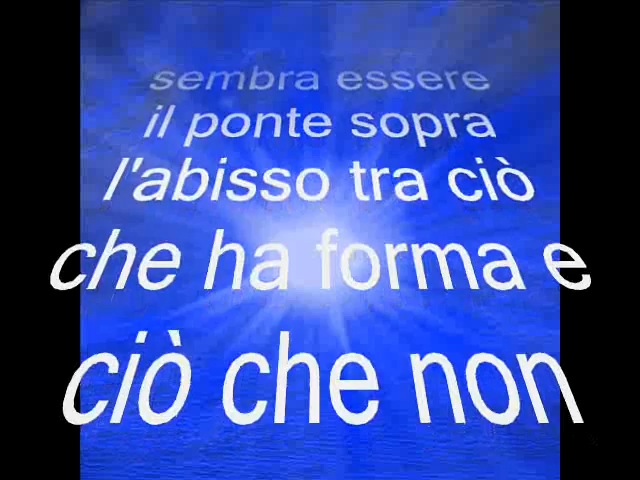 sembra essere
il ponte sopra
l'abisso tra ciò
che ha forma e
ciò che non